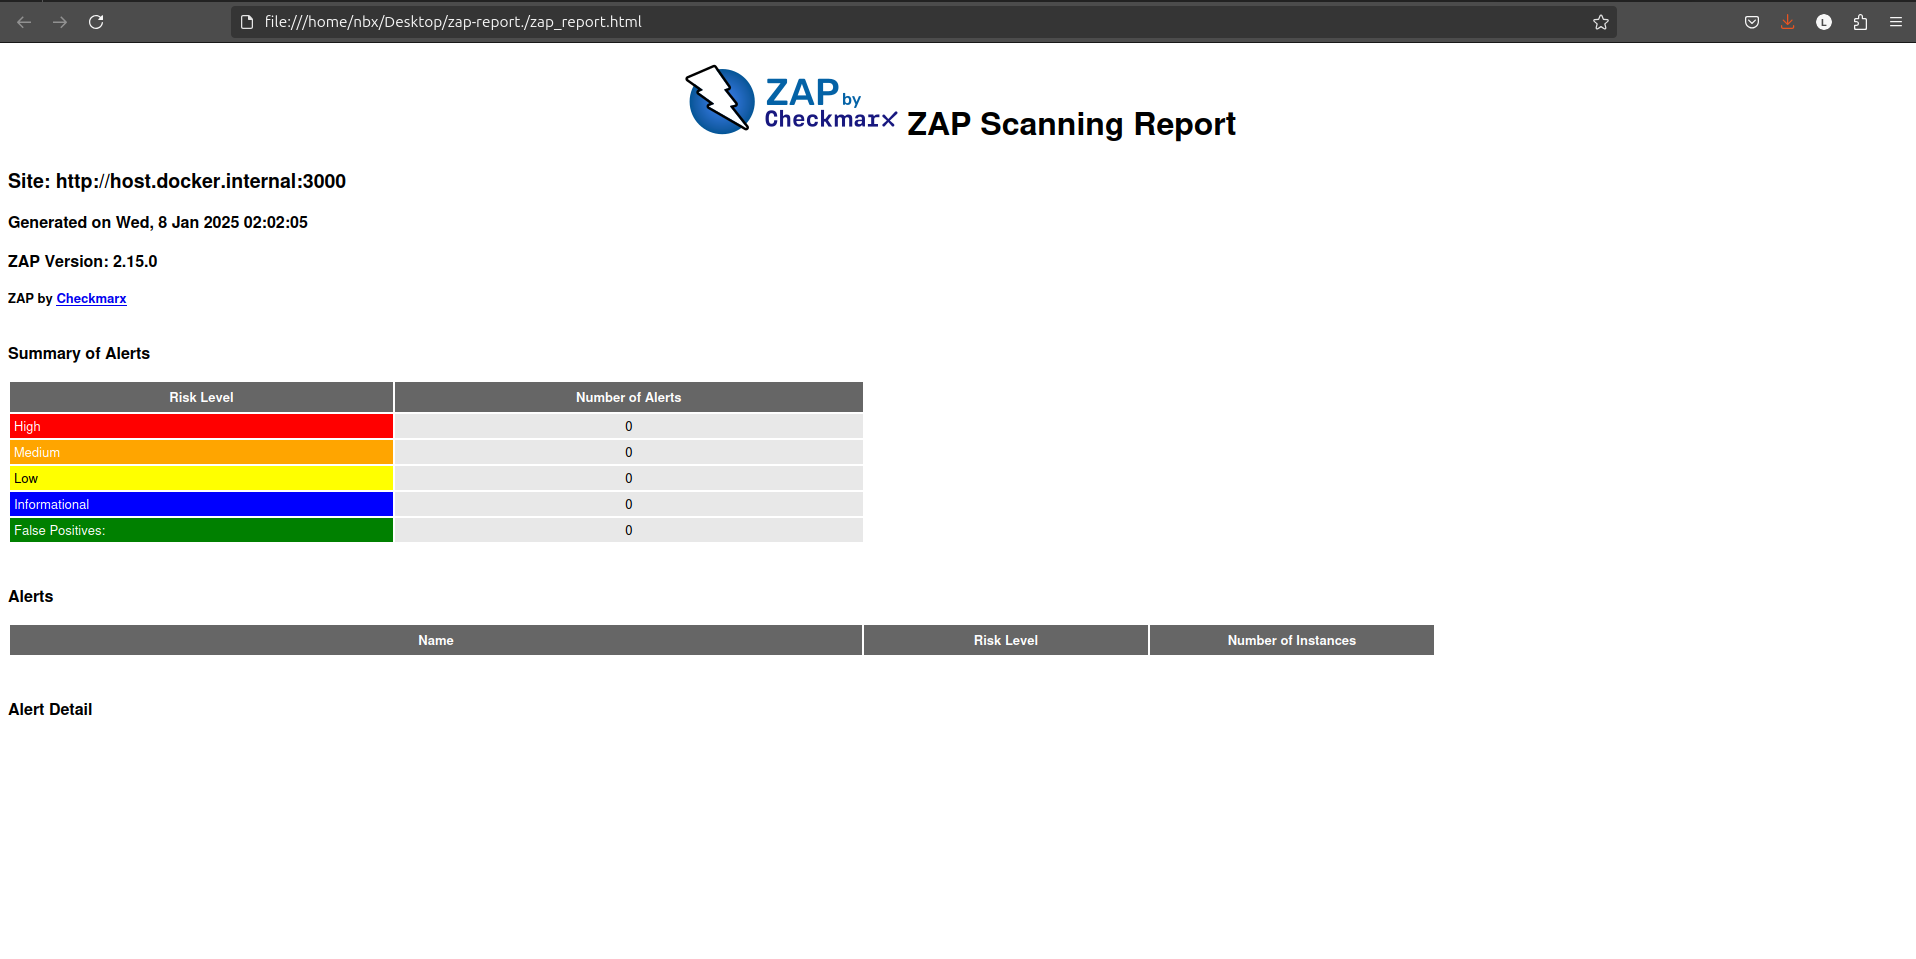 file:///home/nbx/Desktop/zap-report./zap_report.html
L
ZAP by
Checkmarx ZAP Scanning Report
Site: http://host.docker.internal:3000
Generated on Wed, 8 Jan 2025 02:02:05
ZAP Version: 2.15.0
ZAP by Checkmarx
Summary of Alerts
Risk Level Number of Alerts
High 0
Medium 0
Low 0
Informational 0
False Positives: 0
Alerts
Name Risk Level Number of Instances
Alert Detail